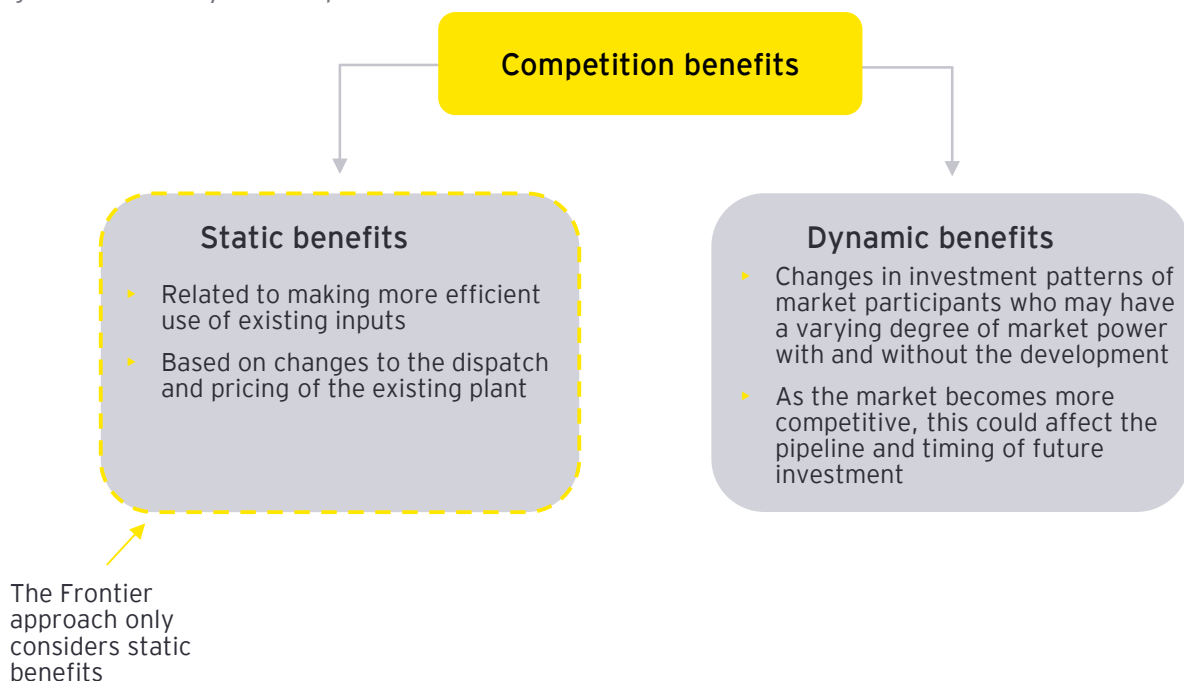 Competition benefits
Static benefits
‣ Related to making more efficient
use of existing inputs
‣ Based on changes to the dispatch
and pricing of the existing plant
Dynamic benefits
‣ Changes in investment patterns of
market participants who may have
a varying degree of market power
with and without the development
‣ As the market becomes more
competitive, this could affect the
pipeline and timing of future
investment
The Frontier
approach only
considers static
benefits